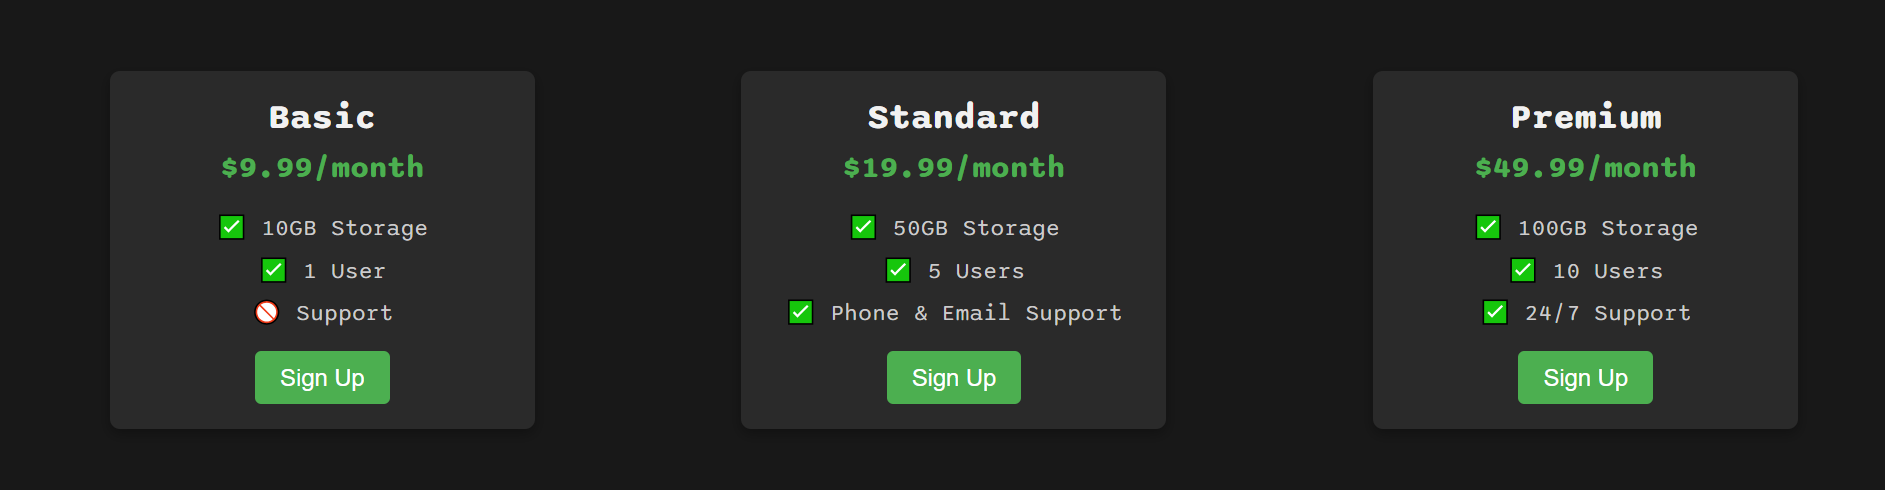 Basic
$9.99/month
✅ 10GB Storage
✅ 1 User
🚫 Support
Sign Up
Standard
$19.99/month
✅ 50GB Storage
✅ 5 Users
✅ Phone & Email Support
Sign Up
Premium
$49.99/month
✅ 100GB Storage
✅ 10 Users
✅ 24/7 Support
Sign Up